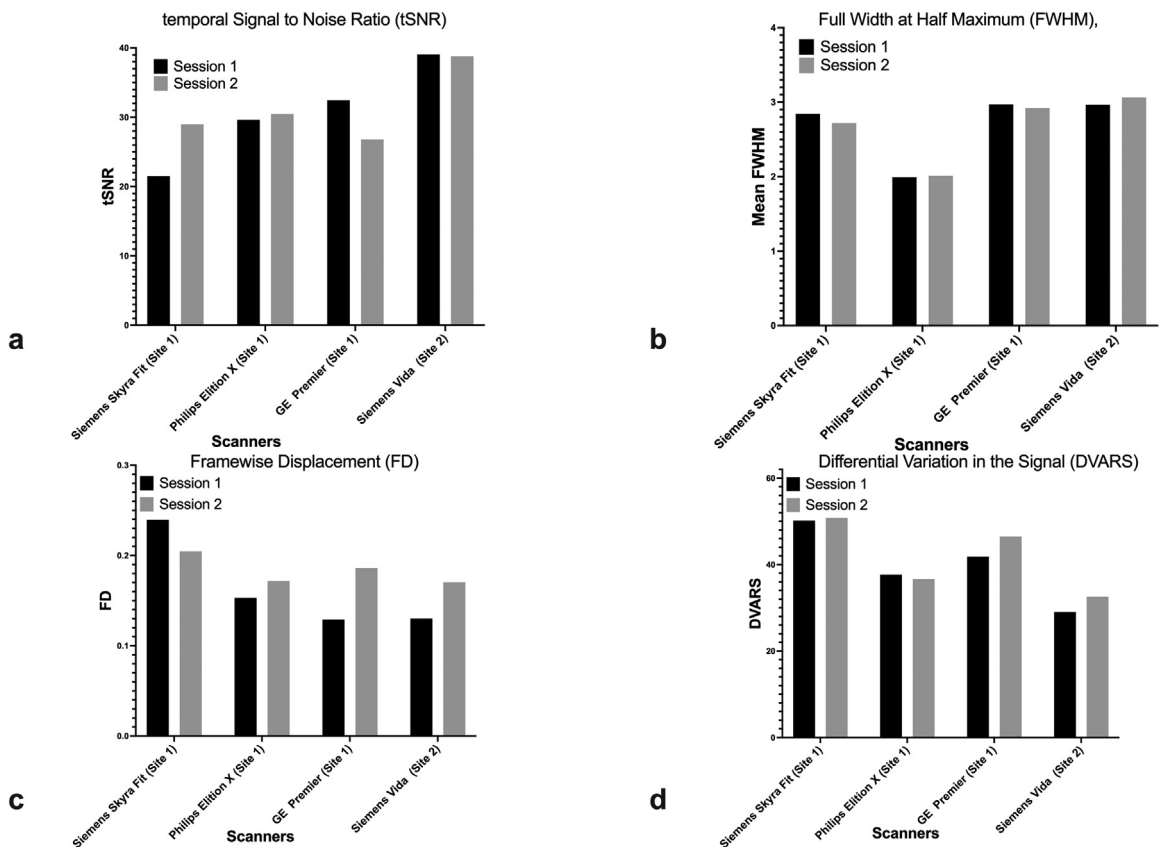 temporal Signal to Noise Ratio (tSNR)
40
30
20
10
0
tSNR
Session 1
Session 2
Siemens Skyra Fit (Site 1)
Philips Elition X (Site 1)
GE Premier (Site 1)
Siemens Vida (Site 2)
Scanners
a
Full Width at Half Maximum (FWHM),
4
3
2
1
0
Mean FWHM
Session 1
Session 2
Siemens Skyra Fit (Site 1)
Philips Elition X (Site 1)
GE Premier (Site 1)
Siemens Vida (Site 2)
Scanners
b
Framewise Displacement (FD)
0.3
0.2
0.1
0.0
FD
Session 1
Session 2
Siemens Skyra Fit (Site 1)
Philips Elition X (Site 1)
GE Premier (Site 1)
Siemens Vida (Site 2)
Scanners
c
Differential Variation in the Signal (DVARS)
60
40
20
0
DVARS
Session 1
Session 2
Siemens Skyra Fit (Site 1)
Philips Elition X (Site 1)
GE Premier (Site 1)
Siemens Vida (Site 2)
Scanners
d